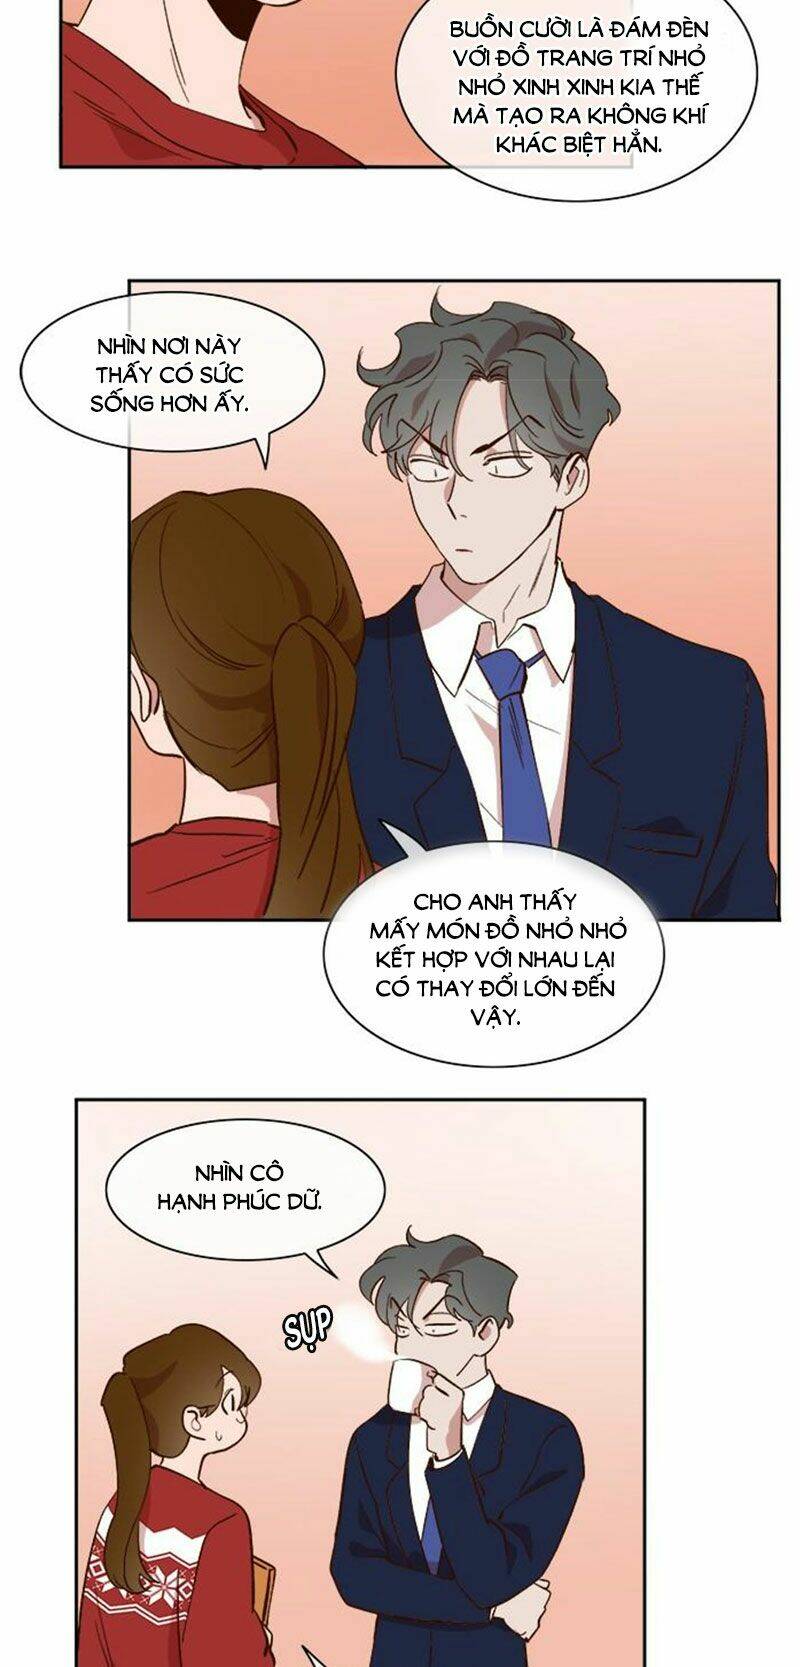 BUỒN CƯỜI LÀ ĐÁM ĐÈN
VỚI ĐỒ TRANG TRÍ NHỎ
NHỎ XINH XINH KIA THẾ
MÀ TẠO RA KHÔNG KHÍ
KHÁC BIỆT HẲN.
NHÌN NƠI NÀY
THẤY CÓ SỨC
SỐNG HƠN ẤY.
CHO ANH THẤY
MẤY MÓN ĐỒ NHỎ NHỎ
KẾT HỢP VỚI NHAU LẠI
CÓ THAY ĐỔI LỚN ĐẾN
VẬY.
NHÌN CÔ
HẠNH PHÚC DỮ.
SỤP